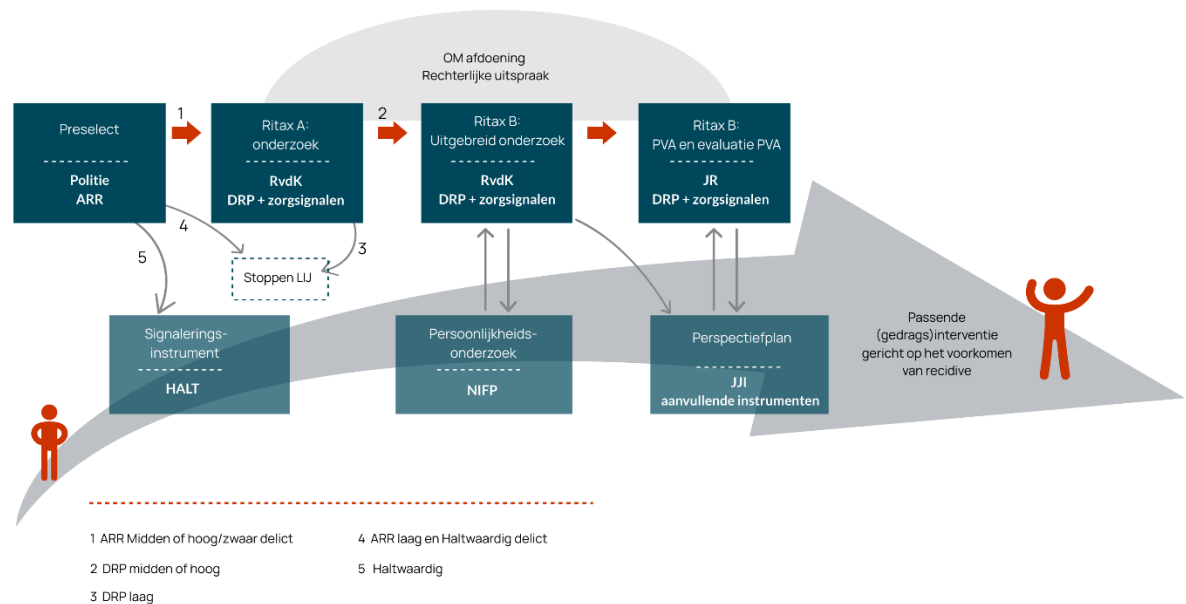 OM afdoening
Rechterlijke uitspraak
Preselect
Politie
ARR
1
Ritax A:
onderzoek
RvdK
DRP + zorgsignalen
2
Ritax B:
Uitgebreid onderzoek
RvdK
DRP + zorgsignalen
Ritax B:
PVA en evaluatie PVA
JR
DRP + zorgsignalen
4
3
5
Stoppen LIJ
Signalerings-
instrument
HALT
Persoonlijkheids-
onderzoek
NIFP
Perspectiefplan
JJI
aanvullende instrumenten
Passende
(gedrags)interventie
gericht op het voorkomen
van recidive
1 ARR Midden of hoog/zwaar delict
2 DRP midden of hoog
3 DRP laag
4 ARR laag en Haltwaardig delict
5 Haltwaardig